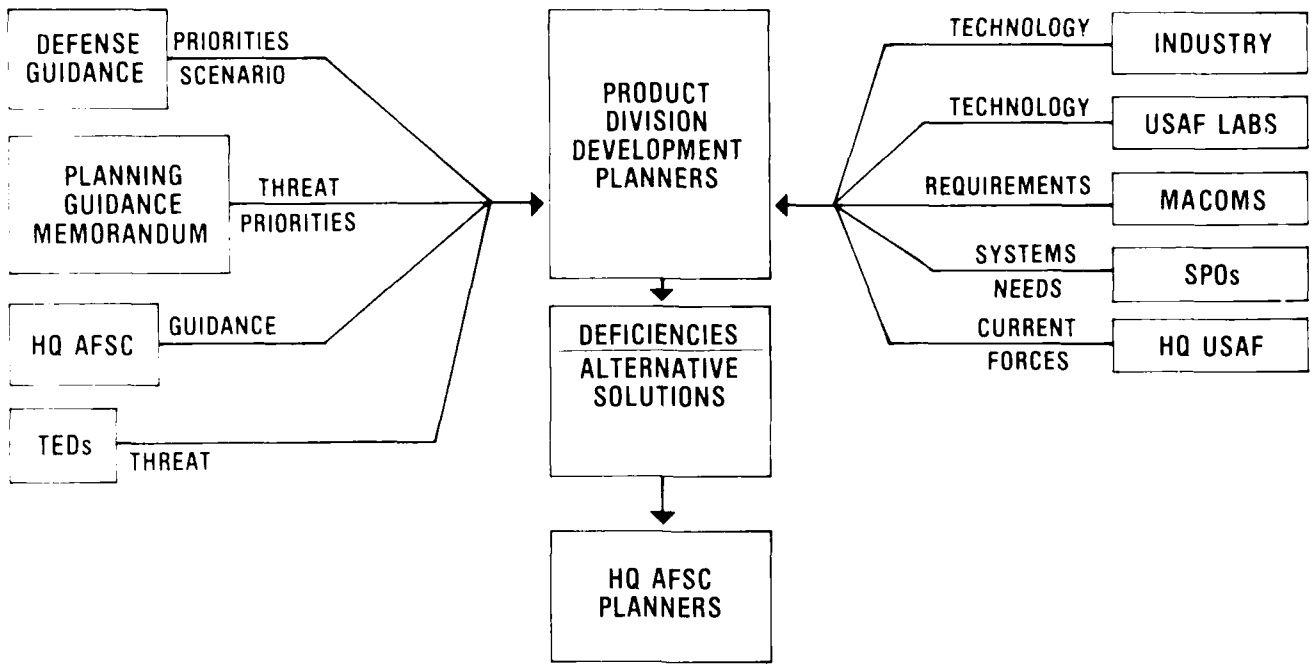 DEFENSE
GUIDANCE
PRIORITIES
SCENARIO
PLANNING
GUIDANCE
MEMORANDUM
THREAT
PRIORITIES
HQ AFSC
GUIDANCE
TEDs
THREAT
PRODUCT
DIVISION
DEVELOPMENT
PLANNERS
DEFICIENCIES
ALTERNATIVE
SOLUTIONS
HQ AFSC
PLANNERS
TECHNOLOGY
INDUSTRY
TECHNOLOGY
USAF LABS
REQUIREMENTS
MACOMS
SYSTEMS
NEEDS
SPOs
CURRENT
FORCES
HQ USAF